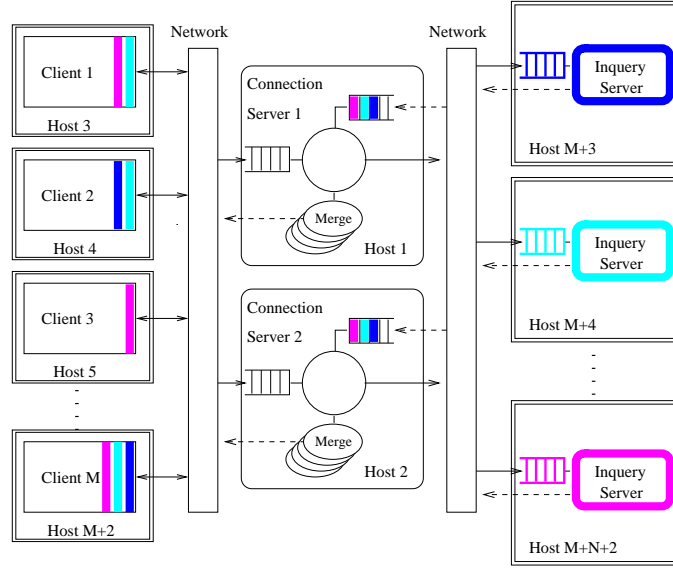 Network
Network
Client 1
Host 3
Client 2
Host 4
Client 3
Host 5
Client M
Host M+2
Connection
Server 1
Merge
Host 1
Connection
Server 2
Merge
Host 2
Inquery
Server
Host M+3
Inquery
Server
Host M+4
Inquery
Server
Host M+N+2